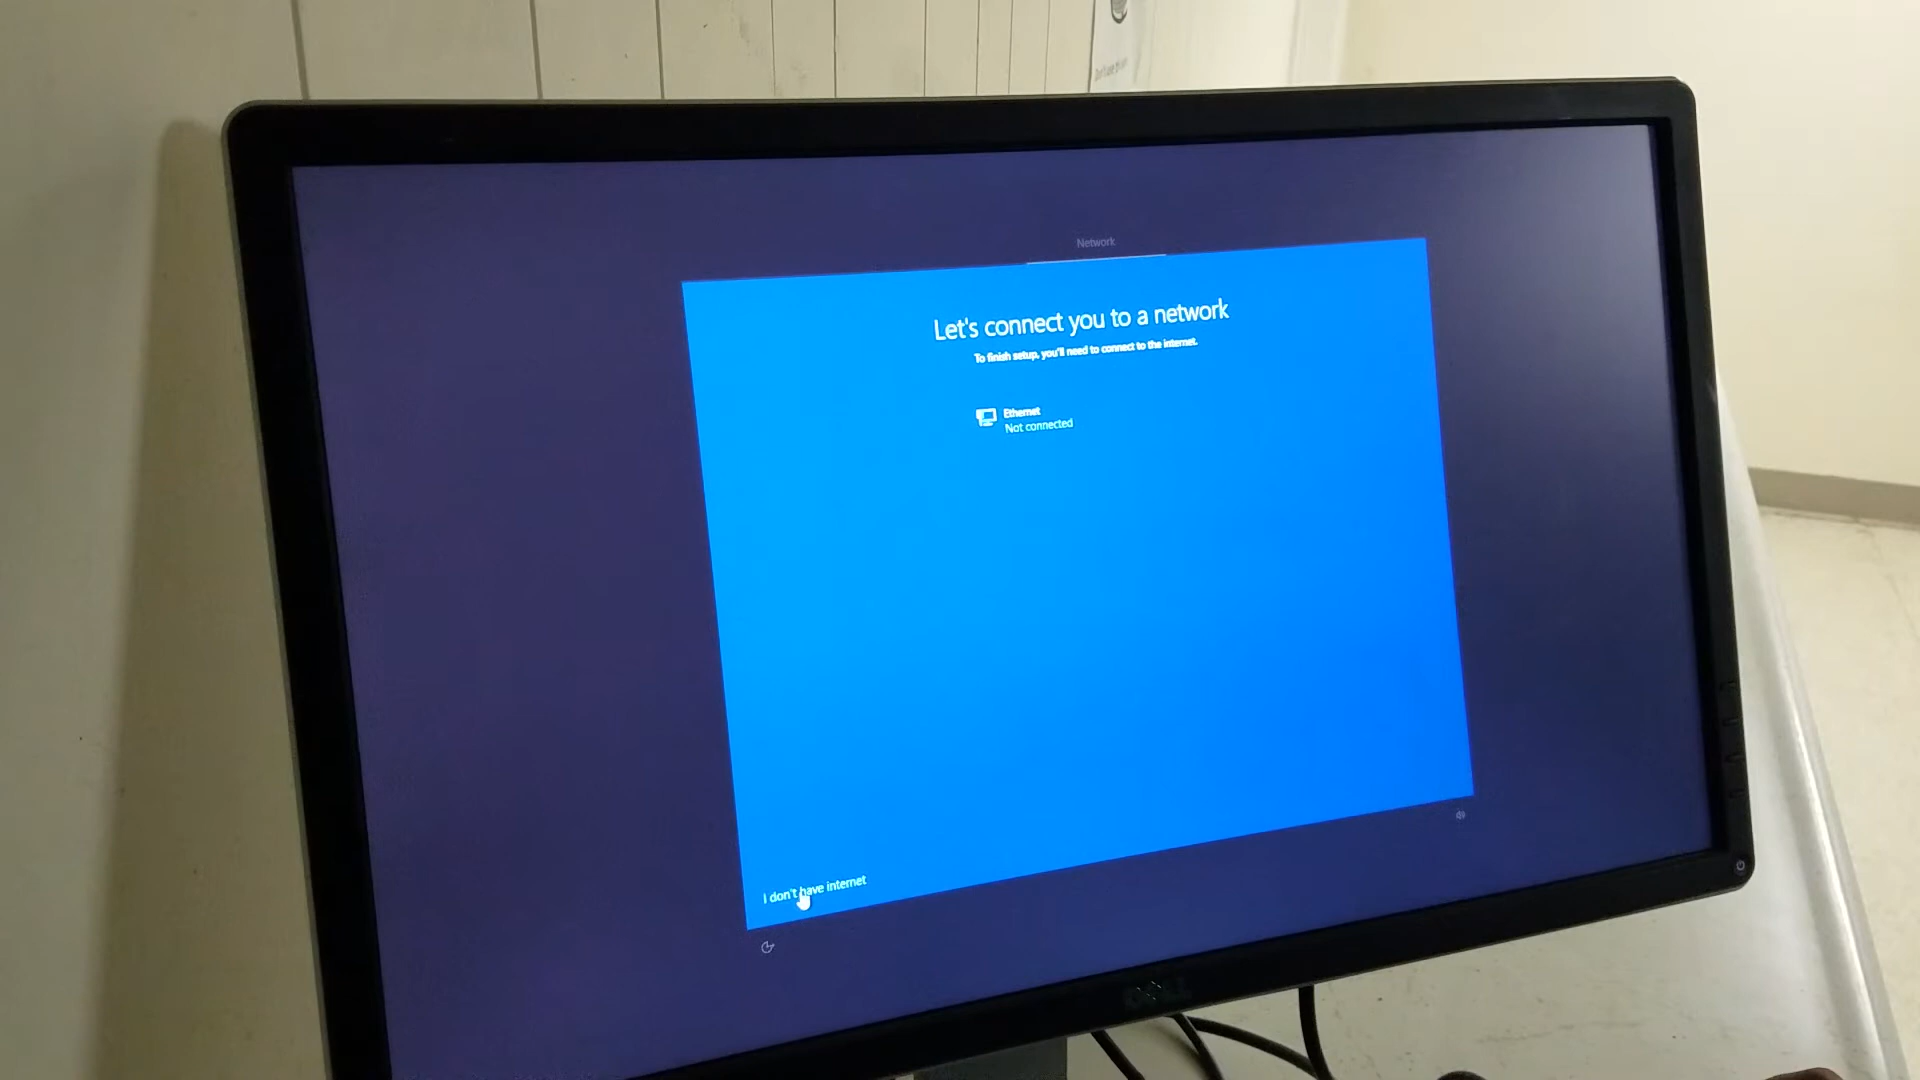 Network
Let's connect you to a network
To finish setup, you'll need to connect to the internet.
Ethernet
Not connected
I don't have internet
DELL